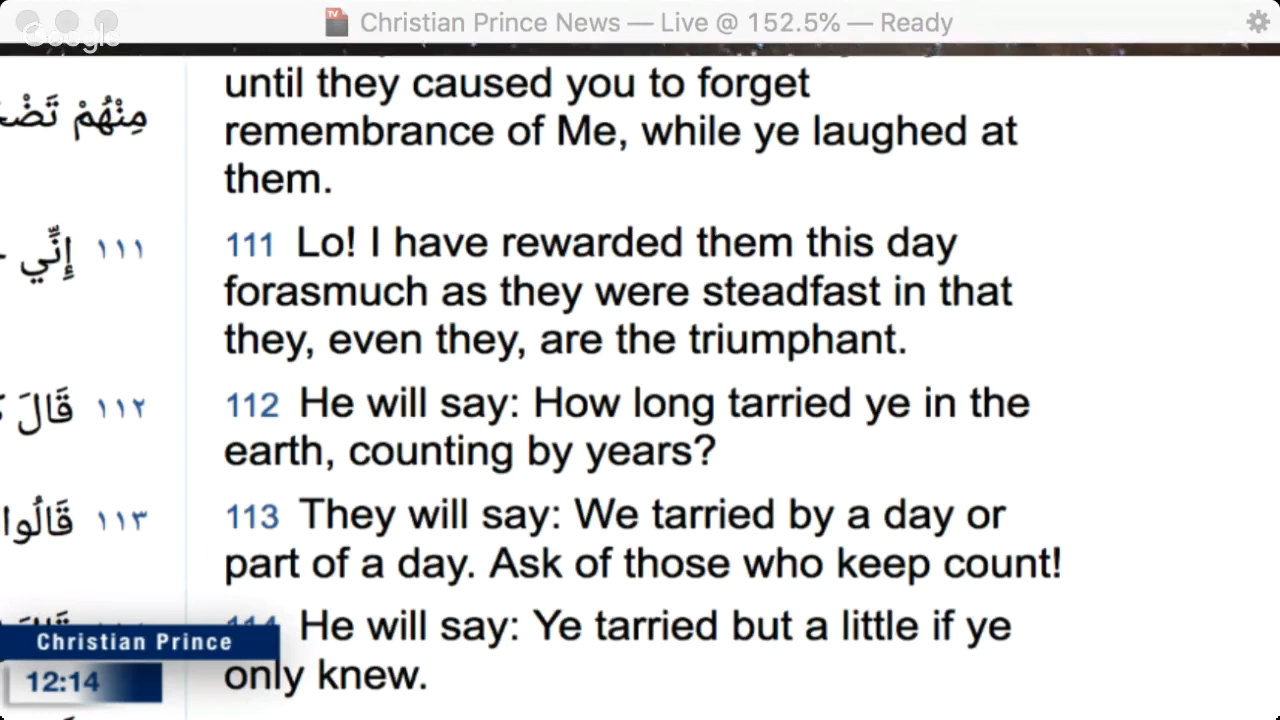 Christian Prince News — Live @ 152.5% — Ready
Google
TV
until they caused you to forget
remembrance of Me, while ye laughed at
them.
111 Lo! I have rewarded them this day
forasmuch as they were steadfast in that
they, even they, are the triumphant.
112 He will say: How long tarried ye in the
earth, counting by years?
113 They will say: We tarried by a day or
part of a day. Ask of those who keep count!
114 He will say: Ye tarried but a little if ye
only knew.
مِنْهُمْ
١١١ إِنِّي
١١٢ قَالَ
١١٣ قَالُوا
Christian Prince
12:14